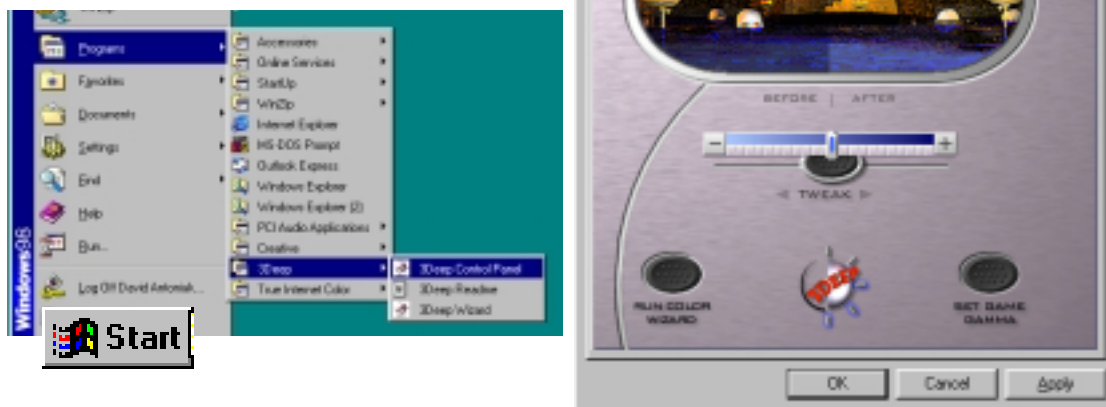 Programs
Favorites
Documents
Settings
Find
Help
Run...
Log Off David Antoniak...
Windows98
Start
Accessories
Online Services
StartUp
WinZip
Internet Explorer
MS-DOS Prompt
Outlook Express
Windows Explorer
Windows Explorer (2)
PCI Audio Applications
Creative
3Deep
True Internet Color
3Deep Control Panel
3Deep Readme
3Deep Wizard
BEFORE | AFTER
TWEAK
RUN COLOR
WIZARD
3DEEP
SET GAME
GAMMA
OK
Cancel
Apply